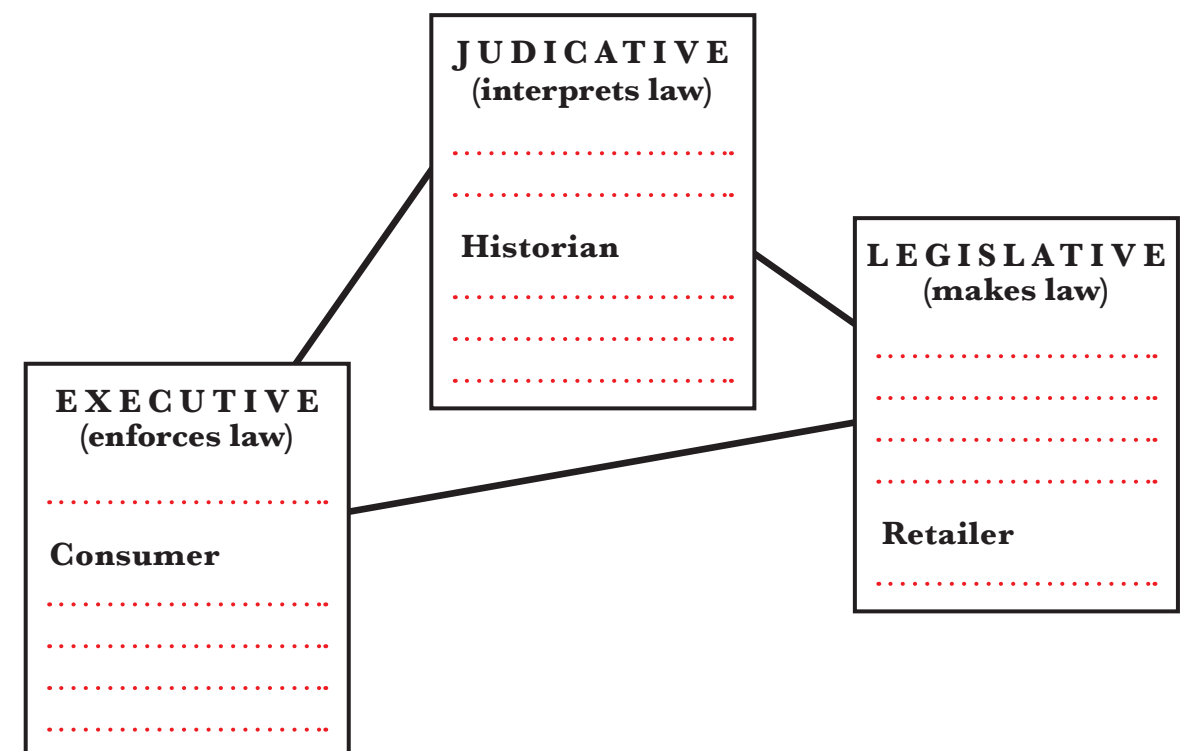 JUDICATIVE
(interprets law)
Historian
LEGISLATIVE
(makes law)
Retailer
EXECUTIVE
(enforces law)
Consumer